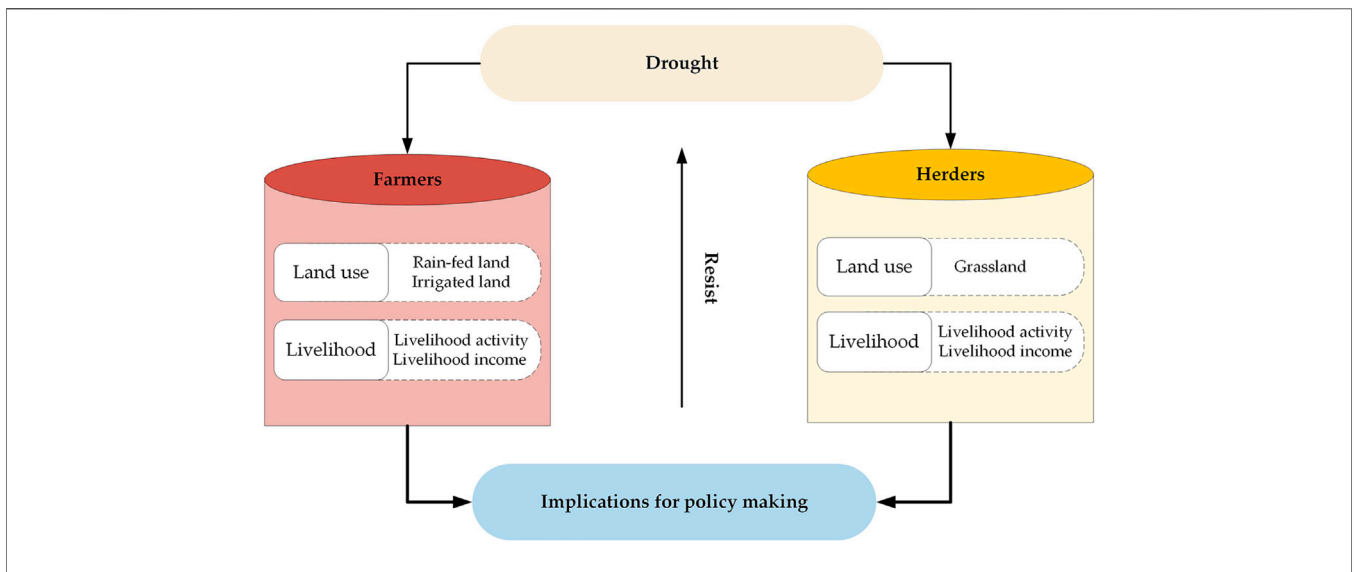 Drought
Farmers
Land use
Rain-fed land
Irrigated land
Livelihood
Livelihood activity
Livelihood income
Resist
Herders
Land use
Grassland
Livelihood
Livelihood activity
Livelihood income
Implications for policy making